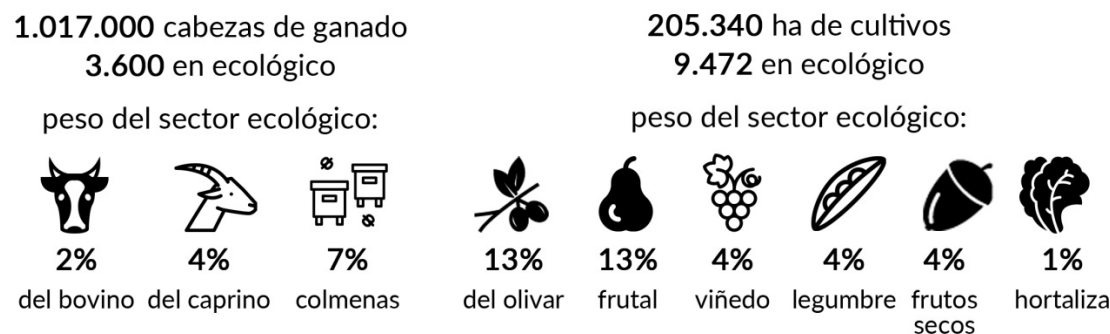 1.017.000 cabezas de ganado
3.600 en ecológico
peso del sector ecológico:
2%
del bovino
4%
del caprino
7%
colmenas
205.340 ha de cultivos
9.472 en ecológico
peso del sector ecológico:
13%
del olivar
13%
frutal
4%
viñedo
4%
legumbre
4%
frutos
secos
1%
hortaliza